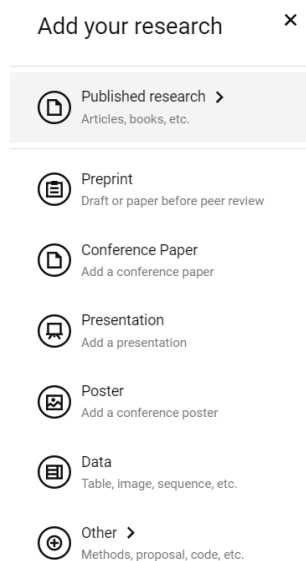 Add your research
Published research
Articles, books, etc.
Preprint
Draft or paper before peer review
Conference Paper
Add a conference paper
Presentation
Add a presentation
Poster
Add a conference poster
Data
Table, image, sequence, etc.
Other
Methods, proposal, code, etc.